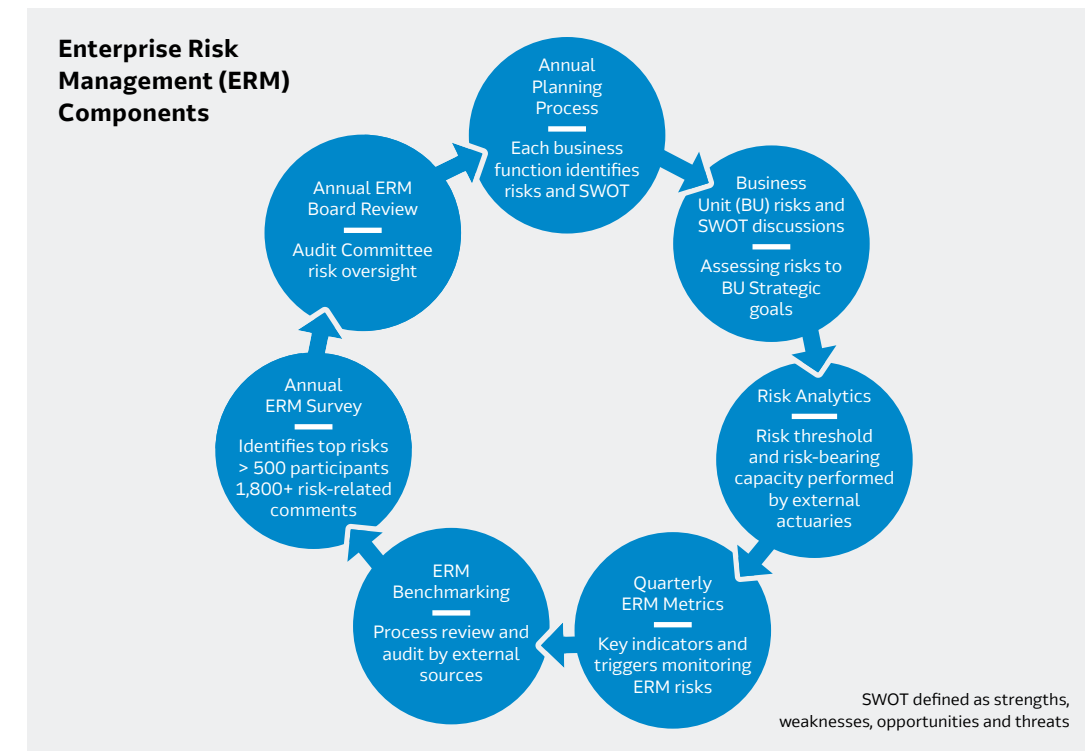 Enterprise Risk
Management (ERM)
Components
Annual
Planning
Process
Each business
function identifies
risks and SWOT
Business
Unit (BU) risks and
SWOT discussions
Assessing risks to
BU Strategic
goals
Risk Analytics
Risk threshold
and risk-bearing
capacity performed
by external
actuaries
Quarterly
ERM Metrics
Key indicators and
triggers monitoring
ERM risks
ERM
Benchmarking
Process review and
audit by external
sources
Annual
ERM Survey
Identifies top risks
> 500 participants
1,800+ risk-related
comments
Annual ERM
Board Review
Audit Committee
risk oversight
SWOT defined as strengths,
weaknesses, opportunities and threats